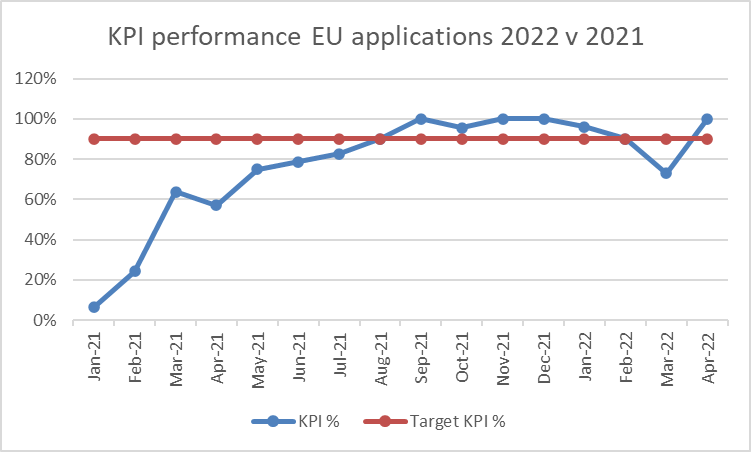 KPI performance EU applications 2022 v 2021
120%
100%
80%
60%
40%
20%
0%
Jan-21
Feb-21
Mar-21
Apr-21
May-21
Jun-21
Jul-21
Aug-21
Sep-21
Oct-21
Nov-21
Dec-21
Jan-22
Feb-22
Mar-22
Apr-22
KPI %
Target KPI %